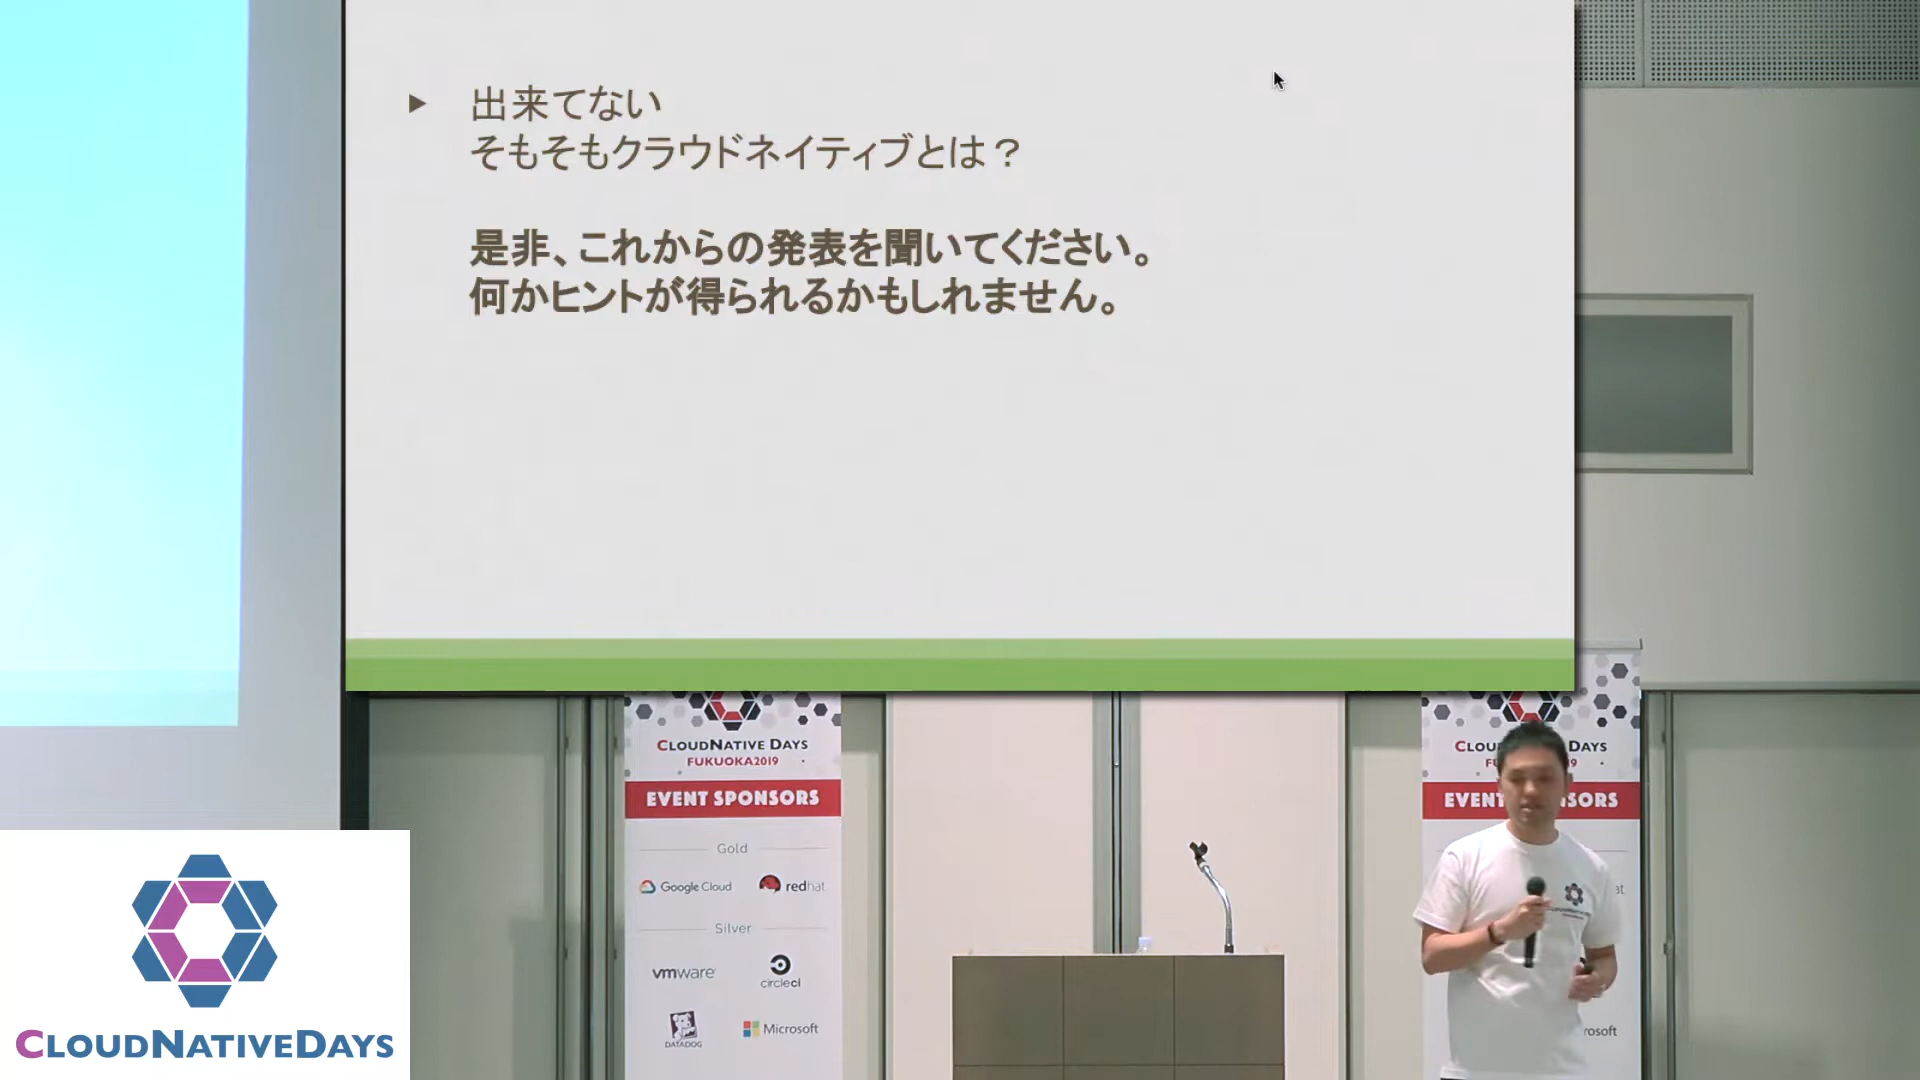 出来てない
そもそもクラウドネイティブとは？
是非、これからの発表を聞いてください。
何かヒントが得られるかもしれません。
CLOUDNATIVE DAYS
FUKUOKA2019
EVENT SPONSORS
Gold
Google Cloud
redhat
Silver
vmware
circleci
DATADOG
Microsoft
CLOUDNATIVEDAYS